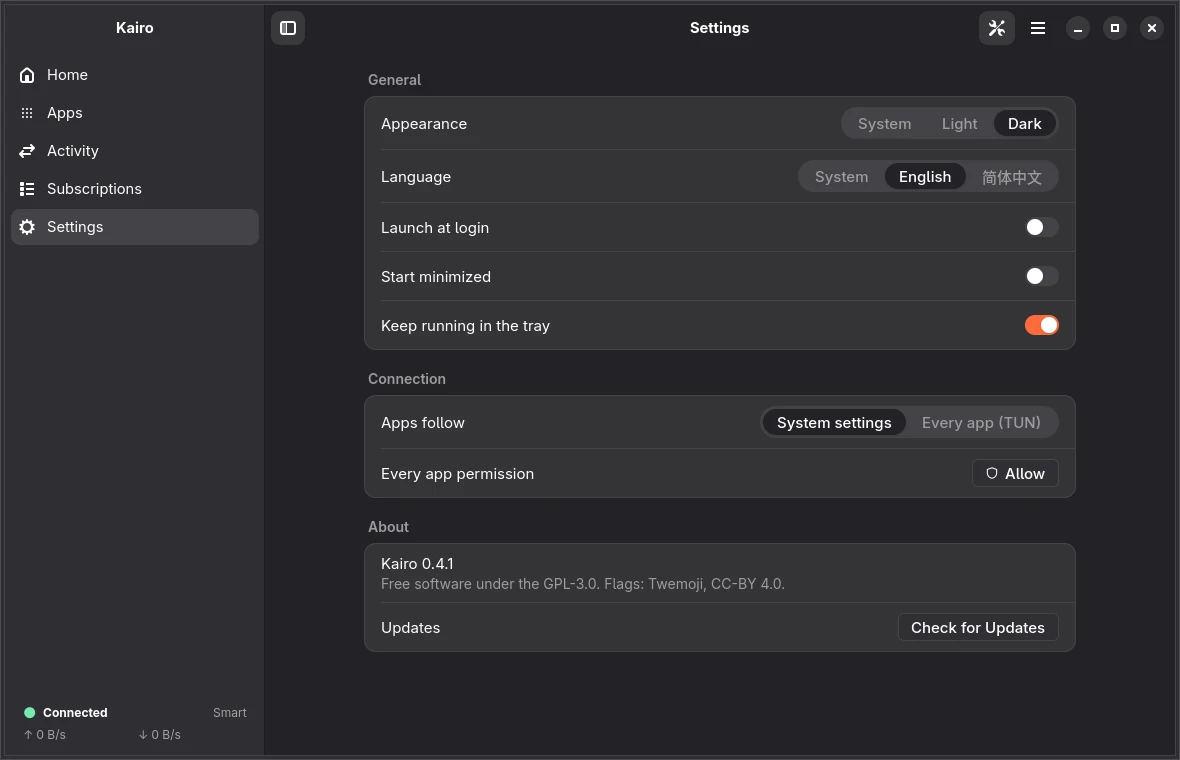 Kairo
Settings
Home
Apps
Activity
Subscriptions
Settings
General
Appearance
System Light Dark
Language
System English 简体中文
Launch at login
Start minimized
Keep running in the tray
Connection
Apps follow
System settings Every app (TUN)
Every app permission
Allow
About
Kairo 0.4.1
Free software under the GPL-3.0. Flags: Twemoji, CC-BY 4.0.
Updates
Check for Updates
Connected Smart
↑ 0 B/s ↓ 0 B/s